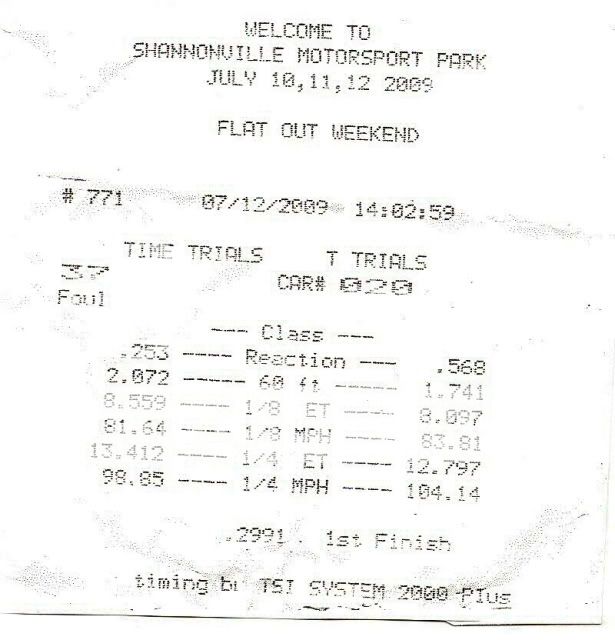 WELCOME TO
SHANNONVILLE MOTORSPORT PARK
JULY 10,11,12 2009
FLAT OUT WEEKEND
# 771 07/12/2009 14:02:59
TIME TRIALS T TRIALS
37 CAR# 020
Foul
--- Class ---
.253 ---- Reaction --- .568
2.072 ----- 60 ft ----- 1.741
8.559 ---- 1/8 ET ---- 8.097
81.64 ---- 1/8 MPH ---- 83.81
13.412 ---- 1/4 ET ---- 12.797
98.85 ---- 1/4 MPH ---- 104.14
.2991 . 1st Finish
timing by TSI SYSTEM 2000 Plus